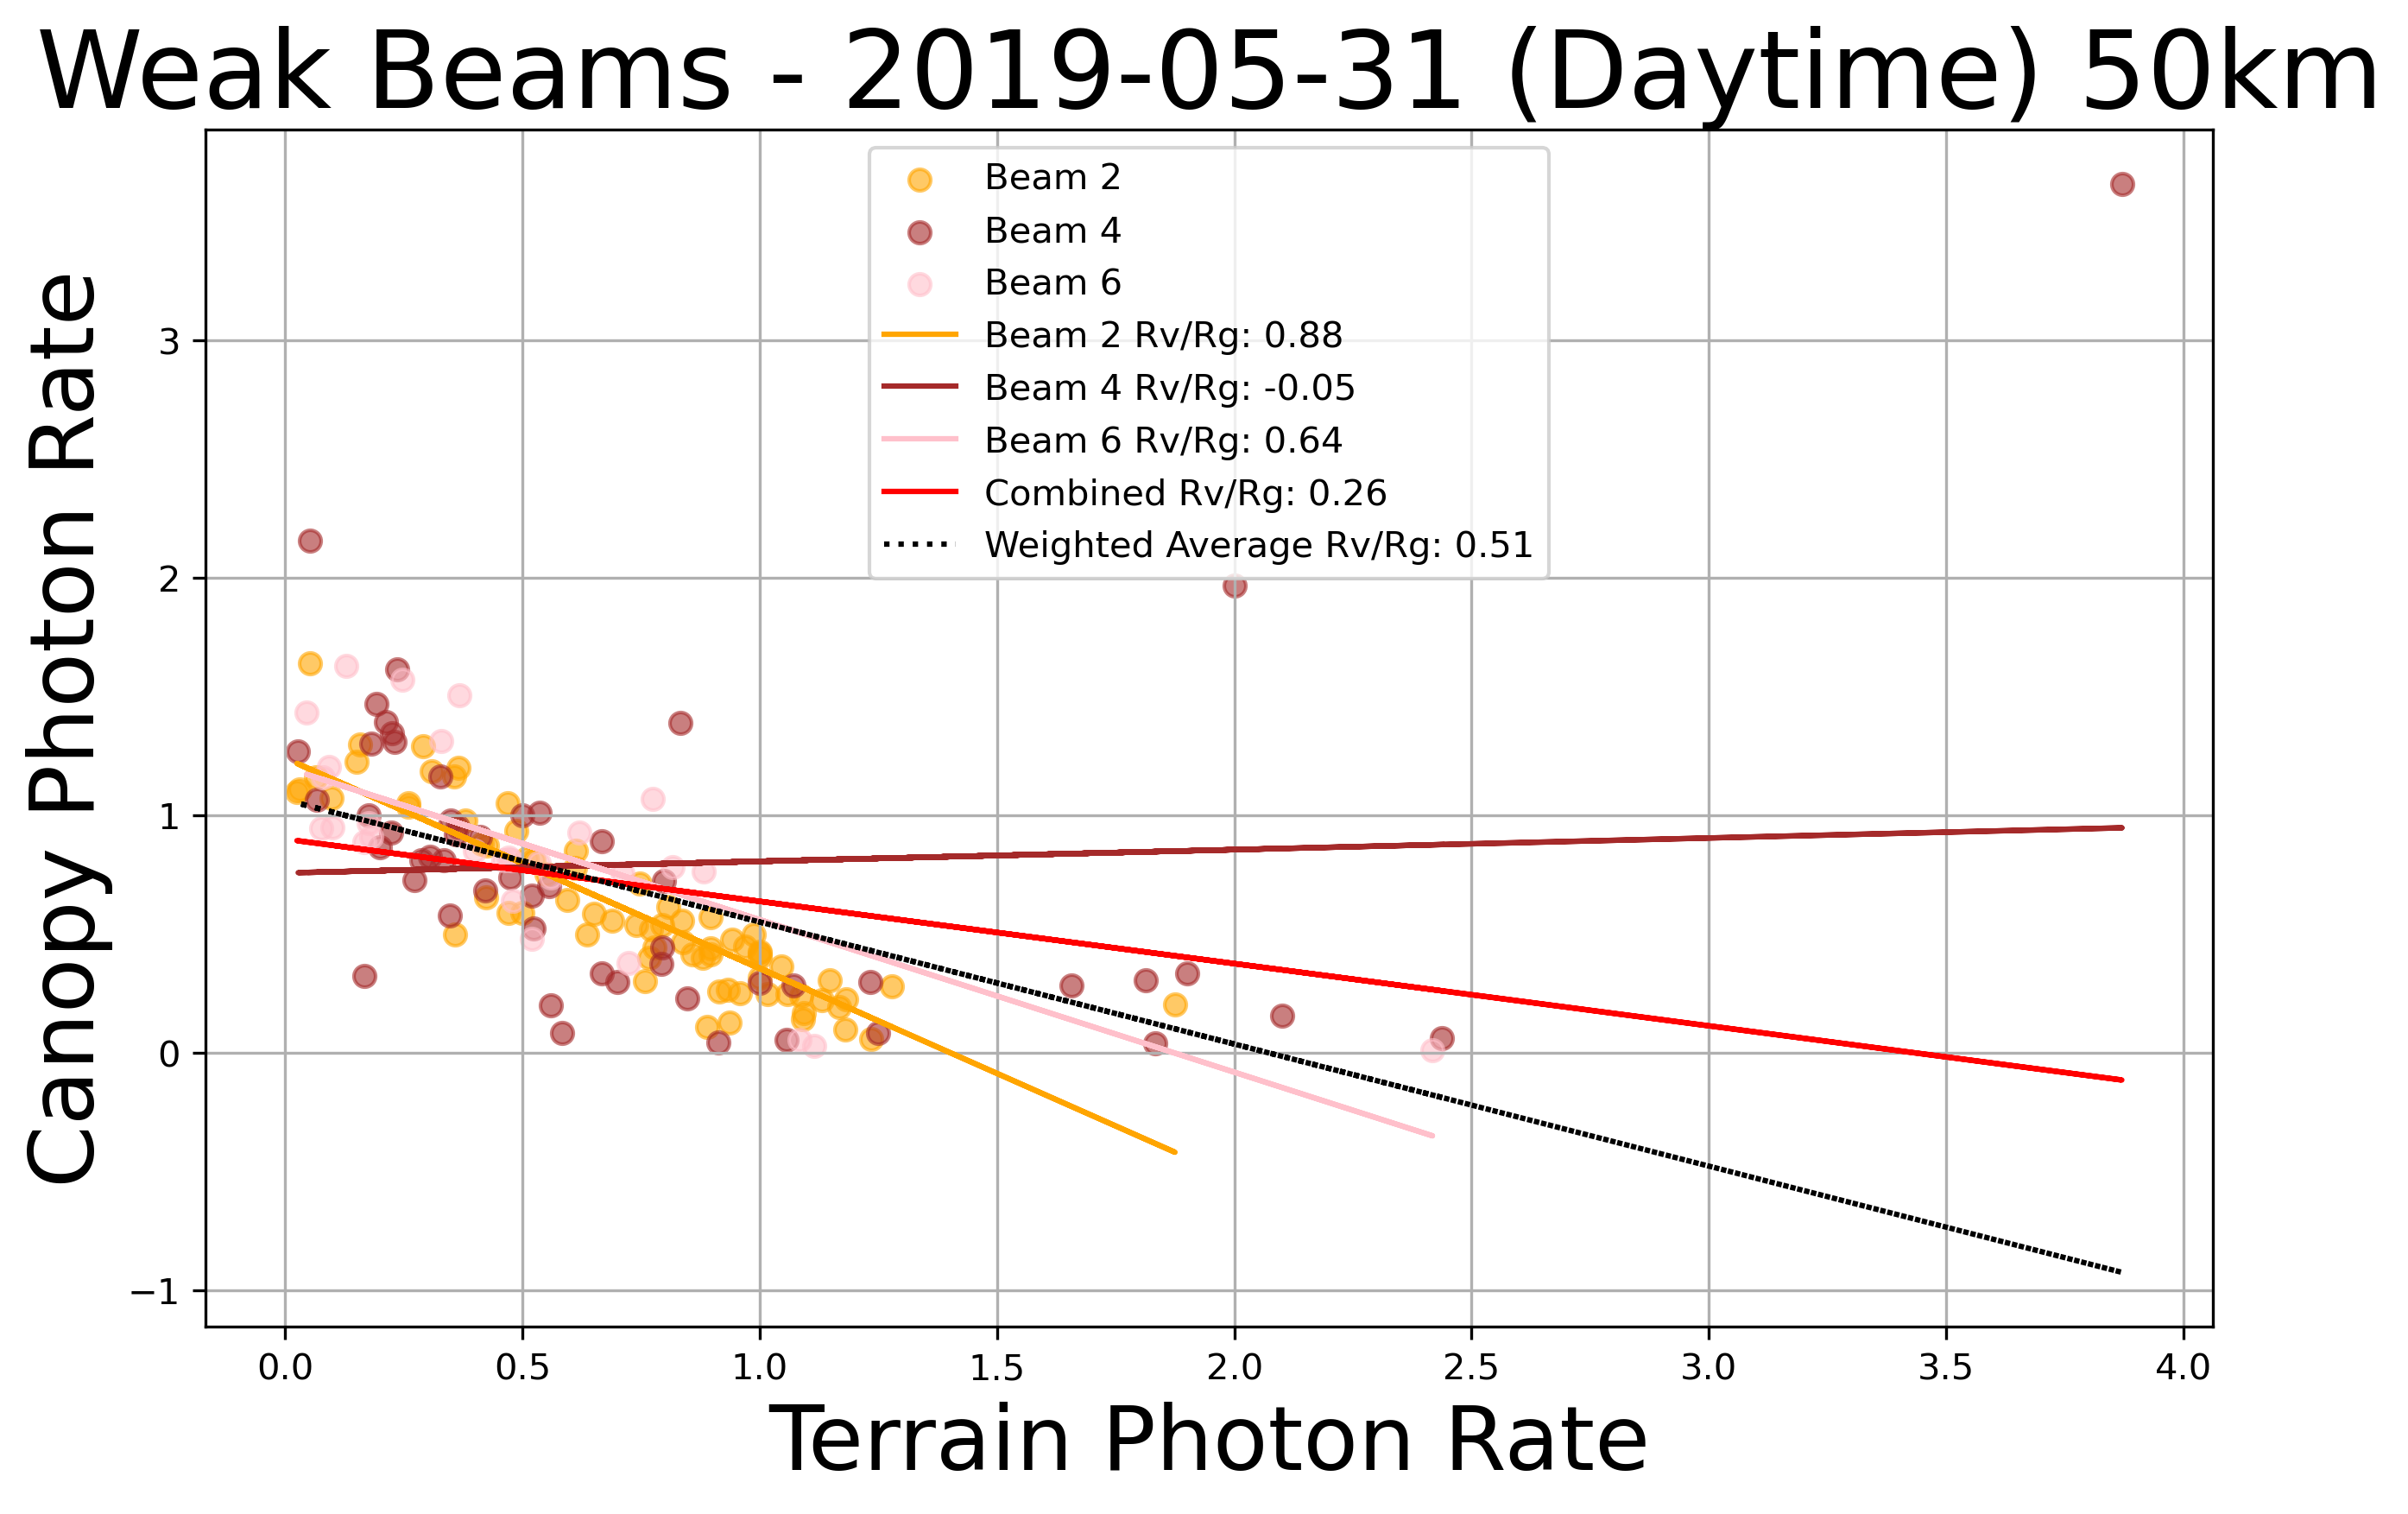 Weak Beams - 2019-05-31 (Daytime) 50km
Beam 2
Beam 4
Beam 6
Beam 2 Rv/Rg: 0.88
Beam 4 Rv/Rg: -0.05
Beam 6 Rv/Rg: 0.64
Combined Rv/Rg: 0.26
Weighted Average Rv/Rg: 0.51
Canopy Photon Rate
3
2
1
0
−1
0.0 0.5 1.0 1.5 2.0 2.5 3.0 3.5 4.0
Terrain Photon Rate